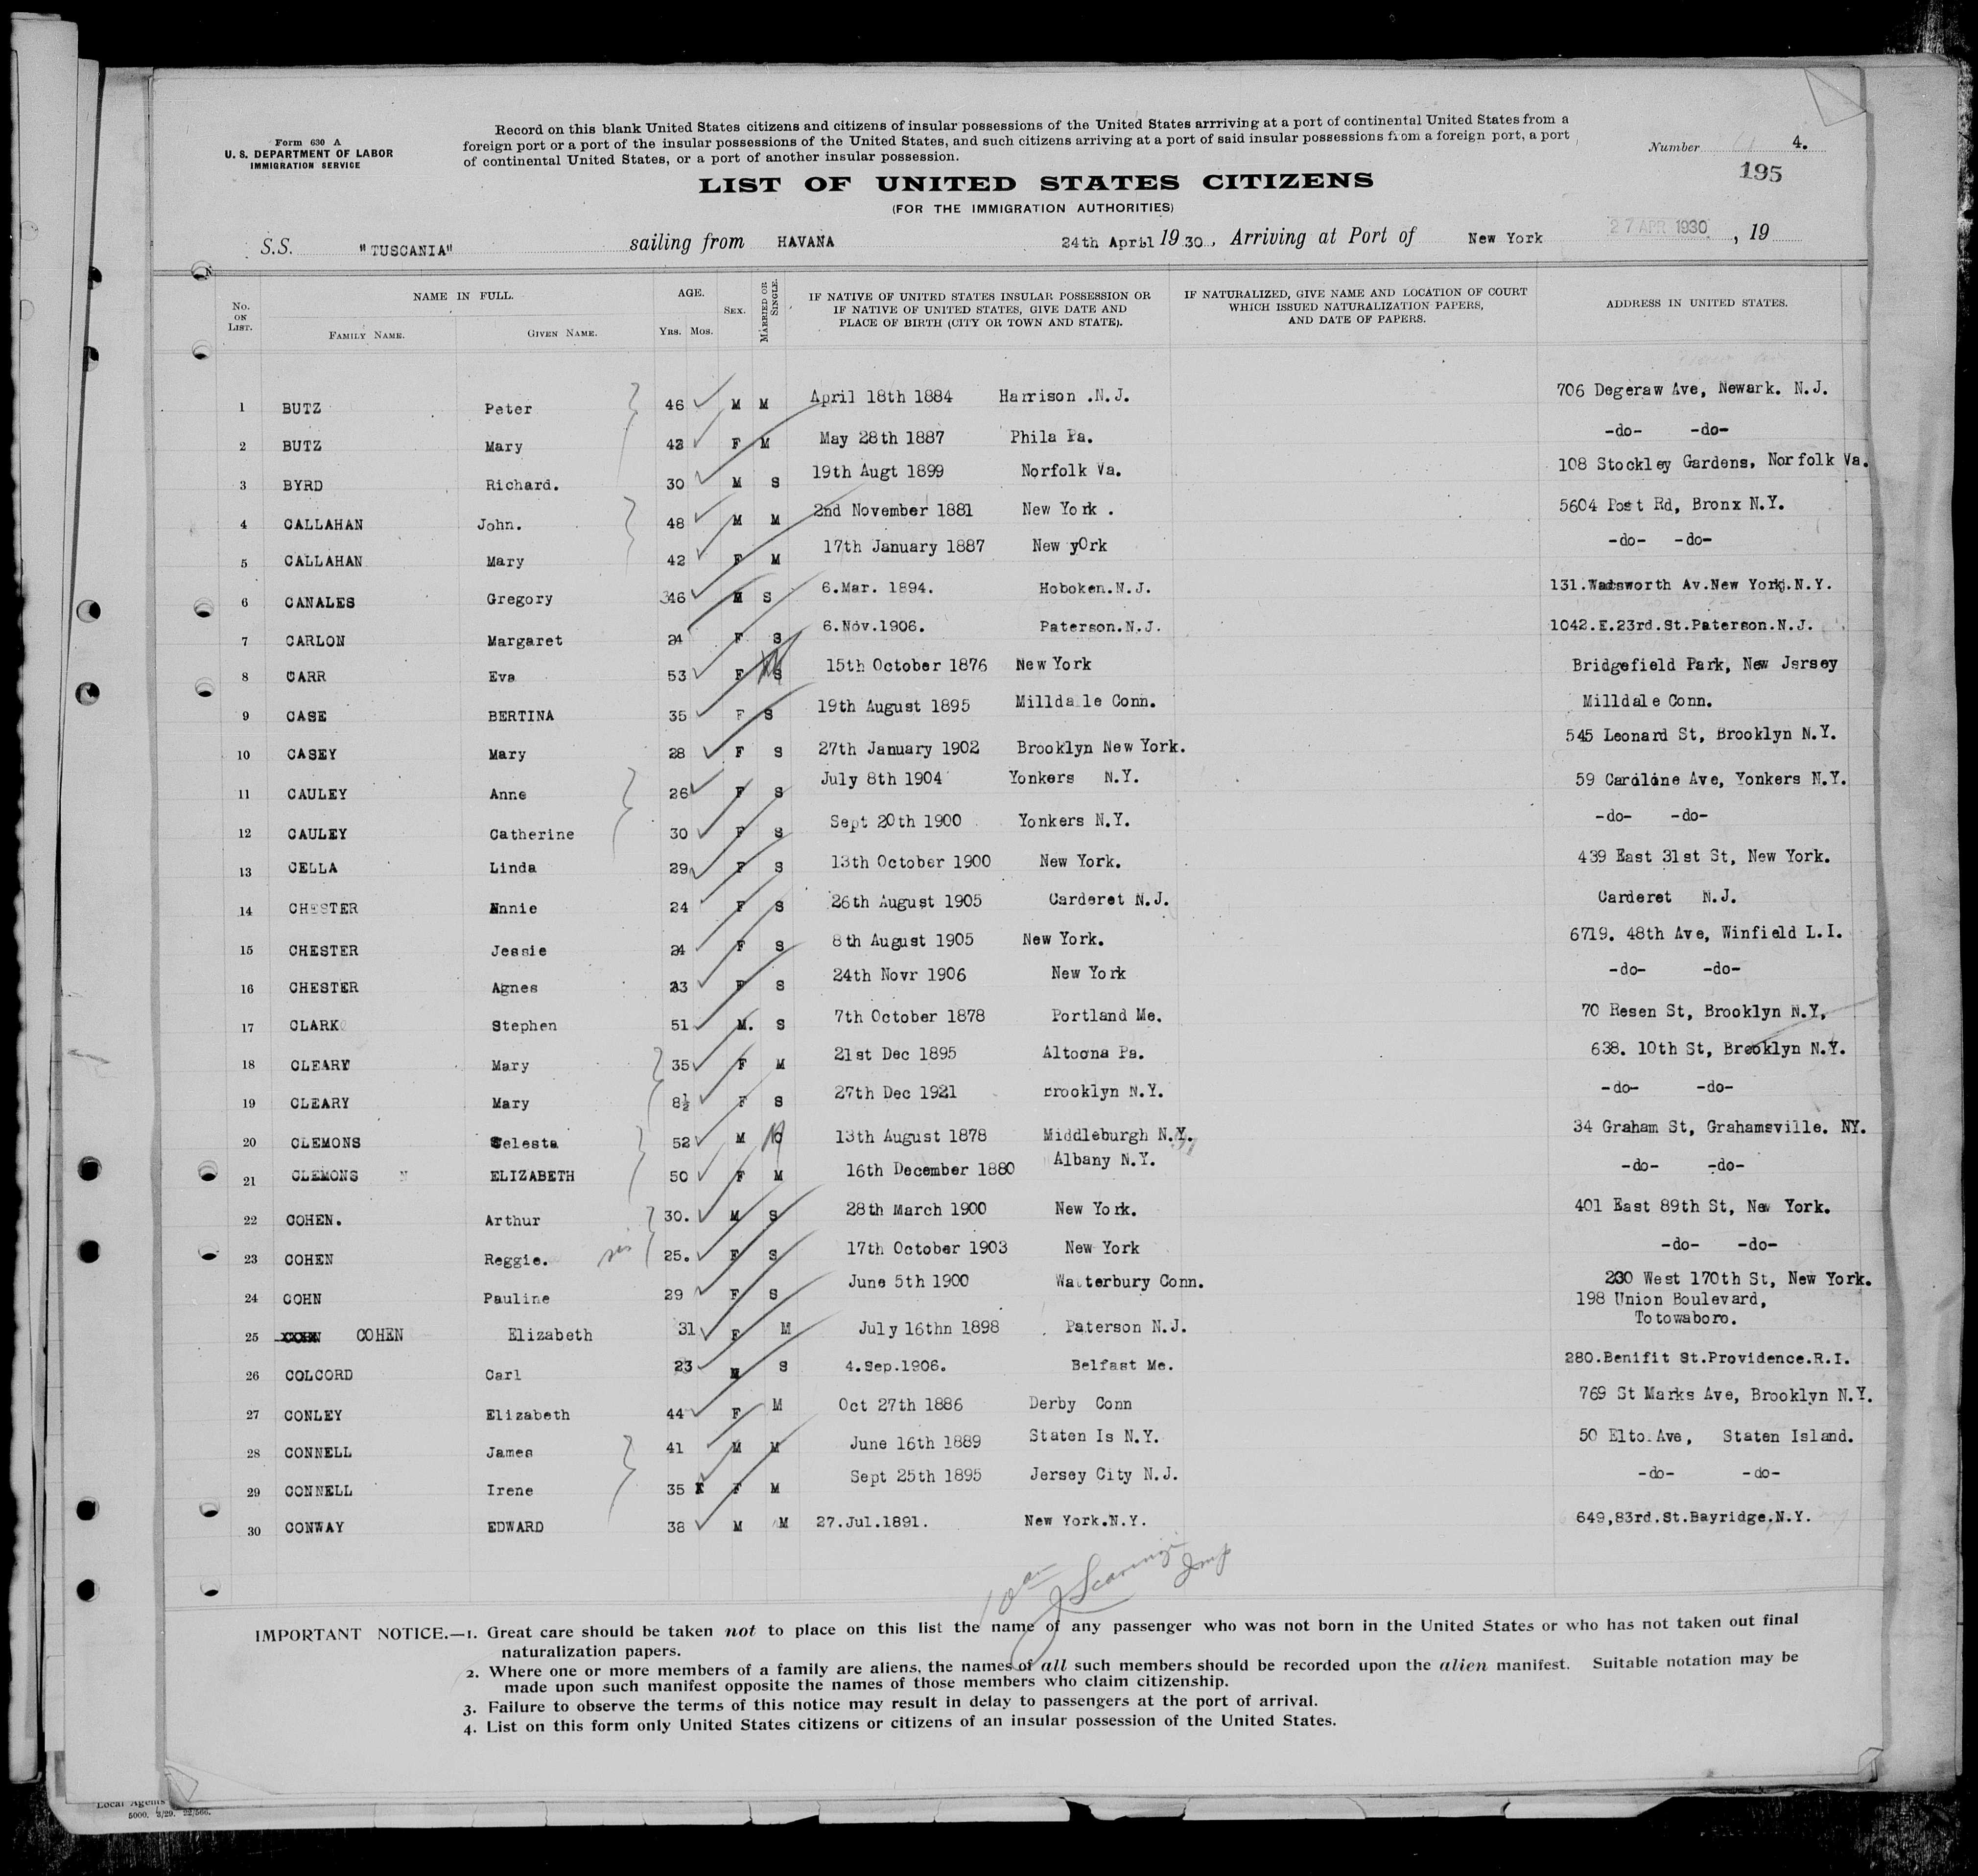 Form 630 A
U. S. DEPARTMENT OF LABOR
IMMIGRATION SERVICE
Record on this blank United States citizens and citizens of insular possessions of the United States arrriving at a port of continental United States from a
foreign port or a port of the insular possessions of the United States, and such citizens arriving at a port of said insular possessions from a foreign port, a port
of continental United States, or a port of another insular possession.
Number 4.
195
LIST OF UNITED STATES CITIZENS
(FOR THE IMMIGRATION AUTHORITIES)
S.S. "TUSCANIA" sailing from HAVANA 24th April 1930, Arriving at Port of New York 27 APR 1930, 19
No. ON LIST. NAME IN FULL. FAMILY NAME. GIVEN NAME. AGE. Yrs. Mos. SEX. MARRIED OR SINGLE. IF NATIVE OF UNITED STATES INSULAR POSSESSION OR IF NATIVE OF UNITED STATES, GIVE DATE AND PLACE OF BIRTH (CITY OR TOWN AND STATE). IF NATURALIZED, GIVE NAME AND LOCATION OF COURT WHICH ISSUED NATURALIZATION PAPERS, AND DATE OF PAPERS. ADDRESS IN UNITED STATES.
1 BUTZ Peter 46 M M April 18th 1884 Harrison .N.J. 706 Degeraw Ave, Newark. N.J.
2 BUTZ Mary 42 F M May 28th 1887 Phila Pa. -do- -do-
3 BYRD Richard. 30 M S 19th Augt 1899 Norfolk Va. 108 Stockley Gardens, Norfolk Va.
4 CALLAHAN John. 48 M M 2nd November 1881 New York . 5604 Post Rd, Bronx N.Y.
5 CALLAHAN Mary 42 F M 17th January 1887 New yOrk -do- -do-
6 CANALES Gregory 36 M S 6.Mar. 1894. Hoboken.N.J. 131.Wadsworth Av.New York.N.Y.
7 CARLON Margaret 24 F S 6.Nov.1906. Paterson.N.J. 1042.E.23rd.St.Paterson.N.J.
8 CARR Eva 53 F M 15th October 1876 New York Bridgefield Park, New Jersey
9 CASE BERTINA 35 F S 19th August 1895 Milldale Conn. Milldale Conn.
10 CASEY Mary 28 F S 27th January 1902 Brooklyn New York. 545 Leonard St, Brooklyn N.Y.
11 CAULEY Anne 26 F S July 8th 1904 Yonkers N.Y. 59 Caroline Ave, Yonkers N.Y.
12 CAULEY Catherine 30 F S Sept 20th 1900 Yonkers N.Y. -do- -do-
13 CELLA Linda 29 F S 13th October 1900 New York. 439 East 31st St, New York.
14 CHESTER Annie 24 F S 26th August 1905 Carderet N.J. Carderet N.J.
15 CHESTER Jessie 24 F S 8th August 1905 New York. 6719. 48th Ave, Winfield L.I.
16 CHESTER Agnes 23 F S 24th Novr 1906 New York -do- -do-
17 CLARK Stephen 51 M. S 7th October 1878 Portland Me. 70 Resen St, Brooklyn N.Y,
18 CLEARY Mary 35 F M 21st Dec 1895 Altoona Pa. 638. 10th St, Brooklyn N.Y.
19 CLEARY Mary 8½ F S 27th Dec 1921 Brooklyn N.Y. -do- -do-
20 CLEMONS Celesta 52 M M 13th August 1878 Middleburgh N.Y. 34 Graham St, Grahamsville. NY.
21 CLEMONS ELIZABETH 50 F M 16th December 1880 Albany N.Y. -do- -do-
22 COHEN. Arthur 30. M S 28th March 1900 New York. 401 East 89th St, New York.
23 COHEN Reggie. sis 25. F S 17th October 1903 New York -do- -do-
24 COHN Pauline 29 F S June 5th 1900 Watterbury Conn. 230 West 170th St, New York.
25 COHEN Elizabeth 31 F M July 16thn 1898 Paterson N.J. 198 Union Boulevard, Totowaboro.
26 COLCORD Carl 23 M S 4.Sep.1906. Belfast Me. 280.Benifit St.Providence.R.I.
27 CONLEY Elizabeth 44 F M Oct 27th 1886 Derby Conn 769 St Marks Ave, Brooklyn N.Y.
28 CONNELL James 41 M M June 16th 1889 Staten Is N.Y. 50 Elto Ave, Staten Island.
29 CONNELL Irene 35 F M Sept 25th 1895 Jersey City N.J. -do- -do-
30 CONWAY EDWARD 38 M M 27.Jul.1891. New York.N.Y. 649,83rd.St.Bayridge.N.Y.
10 am
IMPORTANT NOTICE.—1. Great care should be taken not to place on this list the name of any passenger who was not born in the United States or who has not taken out final
naturalization papers.
2. Where one or more members of a family are aliens, the names of all such members should be recorded upon the alien manifest. Suitable notation may be
made upon such manifest opposite the names of those members who claim citizenship.
3. Failure to observe the terms of this notice may result in delay to passengers at the port of arrival.
4. List on this form only United States citizens or citizens of an insular possession of the United States.
Local Agents
5000. 3/29. 22/566.